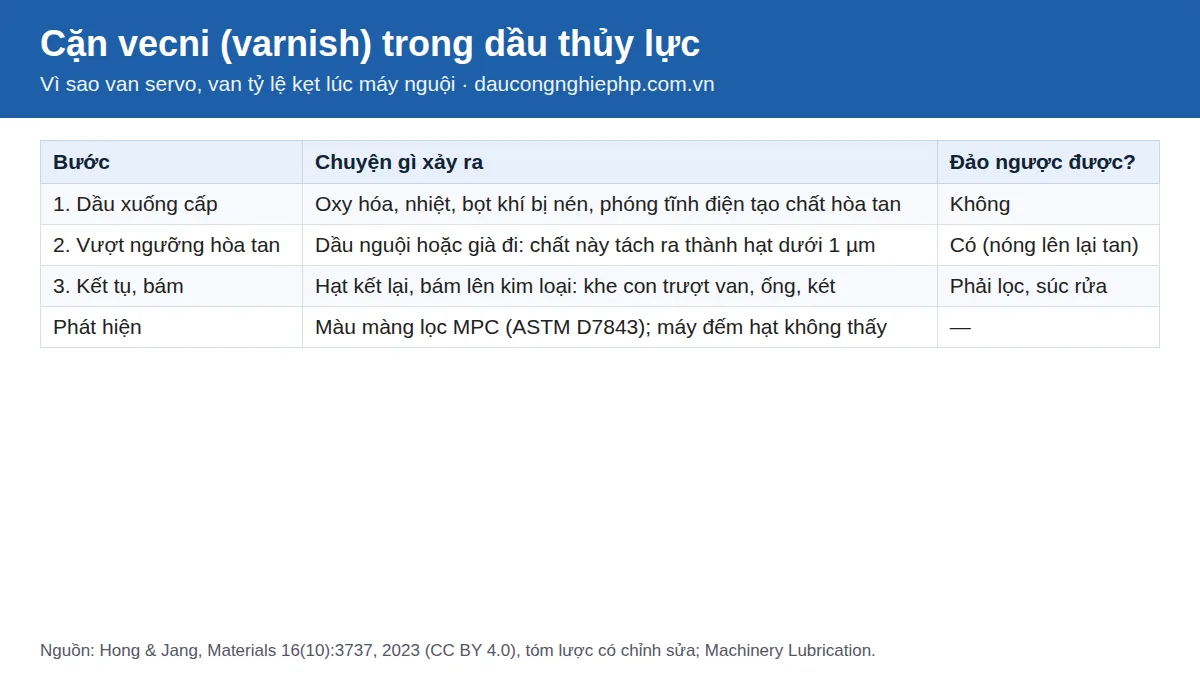 Cặn vecni (varnish) trong dầu thủy lực
Vì sao van servo, van tỷ lệ kẹt lúc máy nguội · daucongnghiephp.com.vn
Bước Chuyện gì xảy ra Đảo ngược được?
1. Dầu xuống cấp Oxy hóa, nhiệt, bọt khí bị nén, phóng tĩnh điện tạo chất hòa tan Không
2. Vượt ngưỡng hòa tan Dầu nguội hoặc già đi: chất này tách ra thành hạt dưới 1 µm Có (nóng lên lại tan)
3. Kết tụ, bám Hạt kết lại, bám lên kim loại: khe con trượt van, ống, két Phải lọc, súc rửa
Phát hiện Màu màng lọc MPC (ASTM D7843); máy đếm hạt không thấy —
Nguồn: Hong & Jang, Materials 16(10):3737, 2023 (CC BY 4.0), tóm lược có chỉnh sửa; Machinery Lubrication.